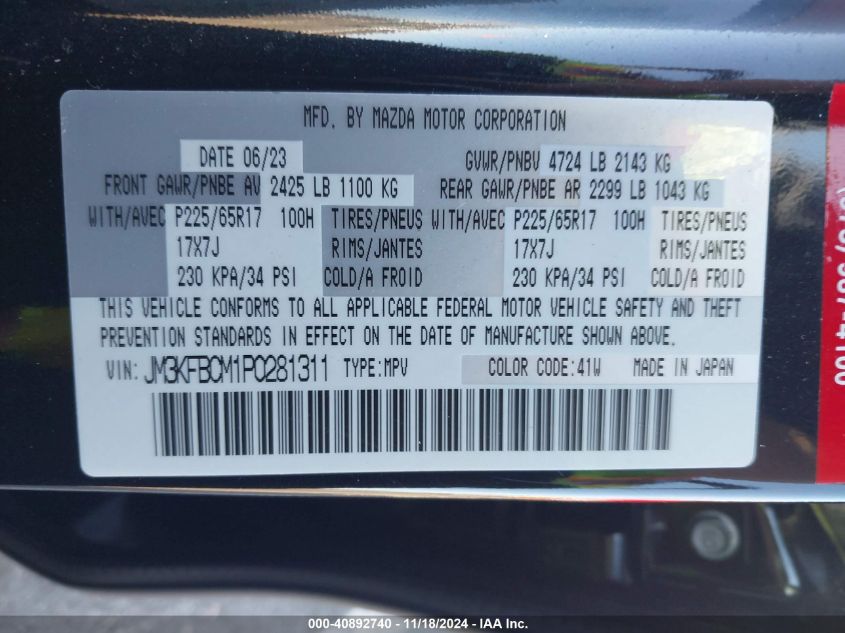 MFD. BY MAZDA MOTOR CORPORATION
DATE 06/23 GVWR/PNBV 4724 LB 2143 KG
FRONT GAWR/PNBE AV 2425 LB 1100 KG REAR GAWR/PNBE AR 2299 LB 1043 KG
WITH/AVEC P225/65R17 100H TIRES/PNEUS WITH/AVEC P225/65R17 100H TIRES/PNEUS
17X7J RIMS/JANTES 17X7J RIMS/JANTES
230 KPA/34 PSI COLD/A FROID 230 KPA/34 PSI COLD/A FROID
THIS VEHICLE CONFORMS TO ALL APPLICABLE FEDERAL MOTOR VEHICLE SAFETY AND THEFT
PREVENTION STANDARDS IN EFFECT ON THE DATE OF MANUFACTURE SHOWN ABOVE.
VIN: JM3KFBCM1P0281311 TYPE:MPV COLOR CODE:41W MADE IN JAPAN
000-40892740 - 11/18/2024 - IAAI.com